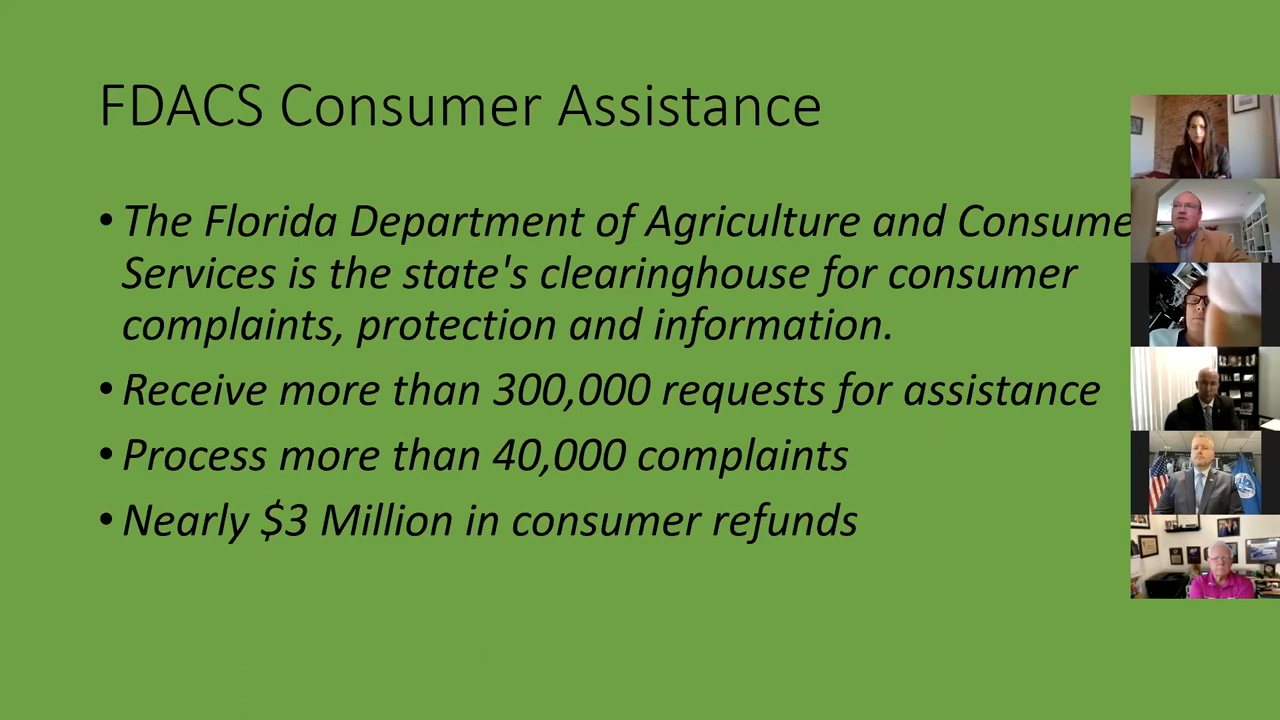 FDACS Consumer Assistance
• The Florida Department of Agriculture and Consume
Services is the state's clearinghouse for consumer
complaints, protection and information.
• Receive more than 300,000 requests for assistance
• Process more than 40,000 complaints
• Nearly $3 Million in consumer refunds